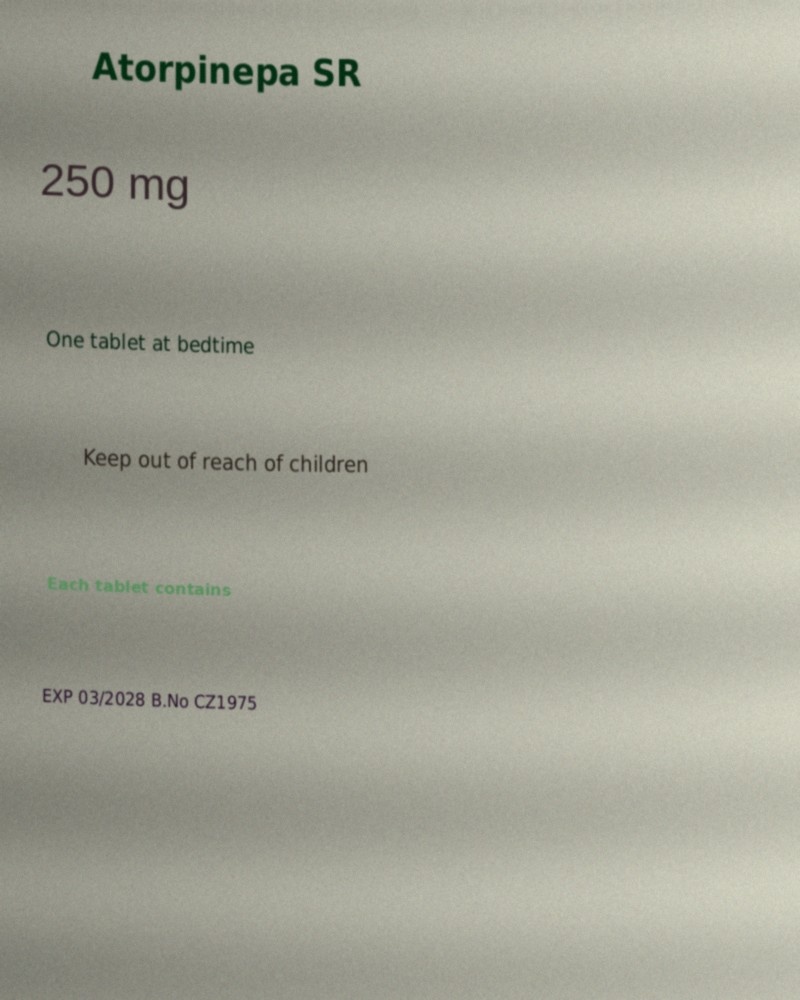 Atorpinepa SR
250 mg
One tablet at bedtime
Keep out of reach of children
Each tablet contains
EXP 03/2028 B.No CZ1975